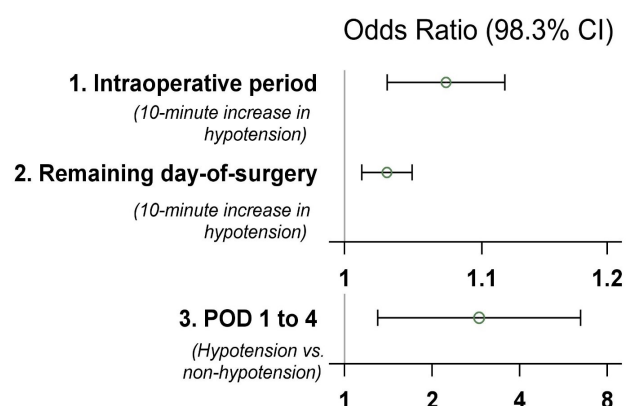 Odds Ratio (98.3% CI)
1. Intraoperative period
(10-minute increase in
hypotension)
2. Remaining day-of-surgery
(10-minute increase in
hypotension)
1 1.1 1.2
3. POD 1 to 4
(Hypotension vs.
non-hypotension)
1 2 4 8